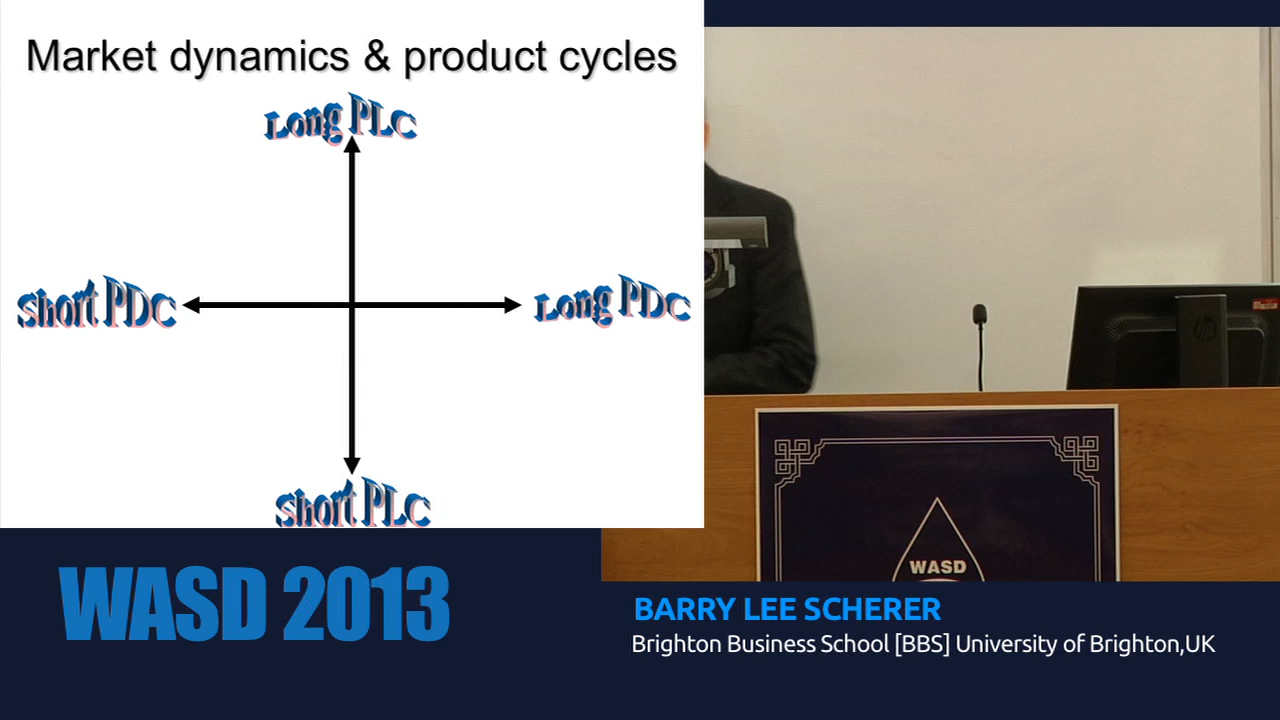 Market dynamics & product cycles
Long PLC
Short PDC
Long PDC
Short PLC
WASD
WASD 2013
BARRY LEE SCHERER
Brighton Business School [BBS] University of Brighton,UK